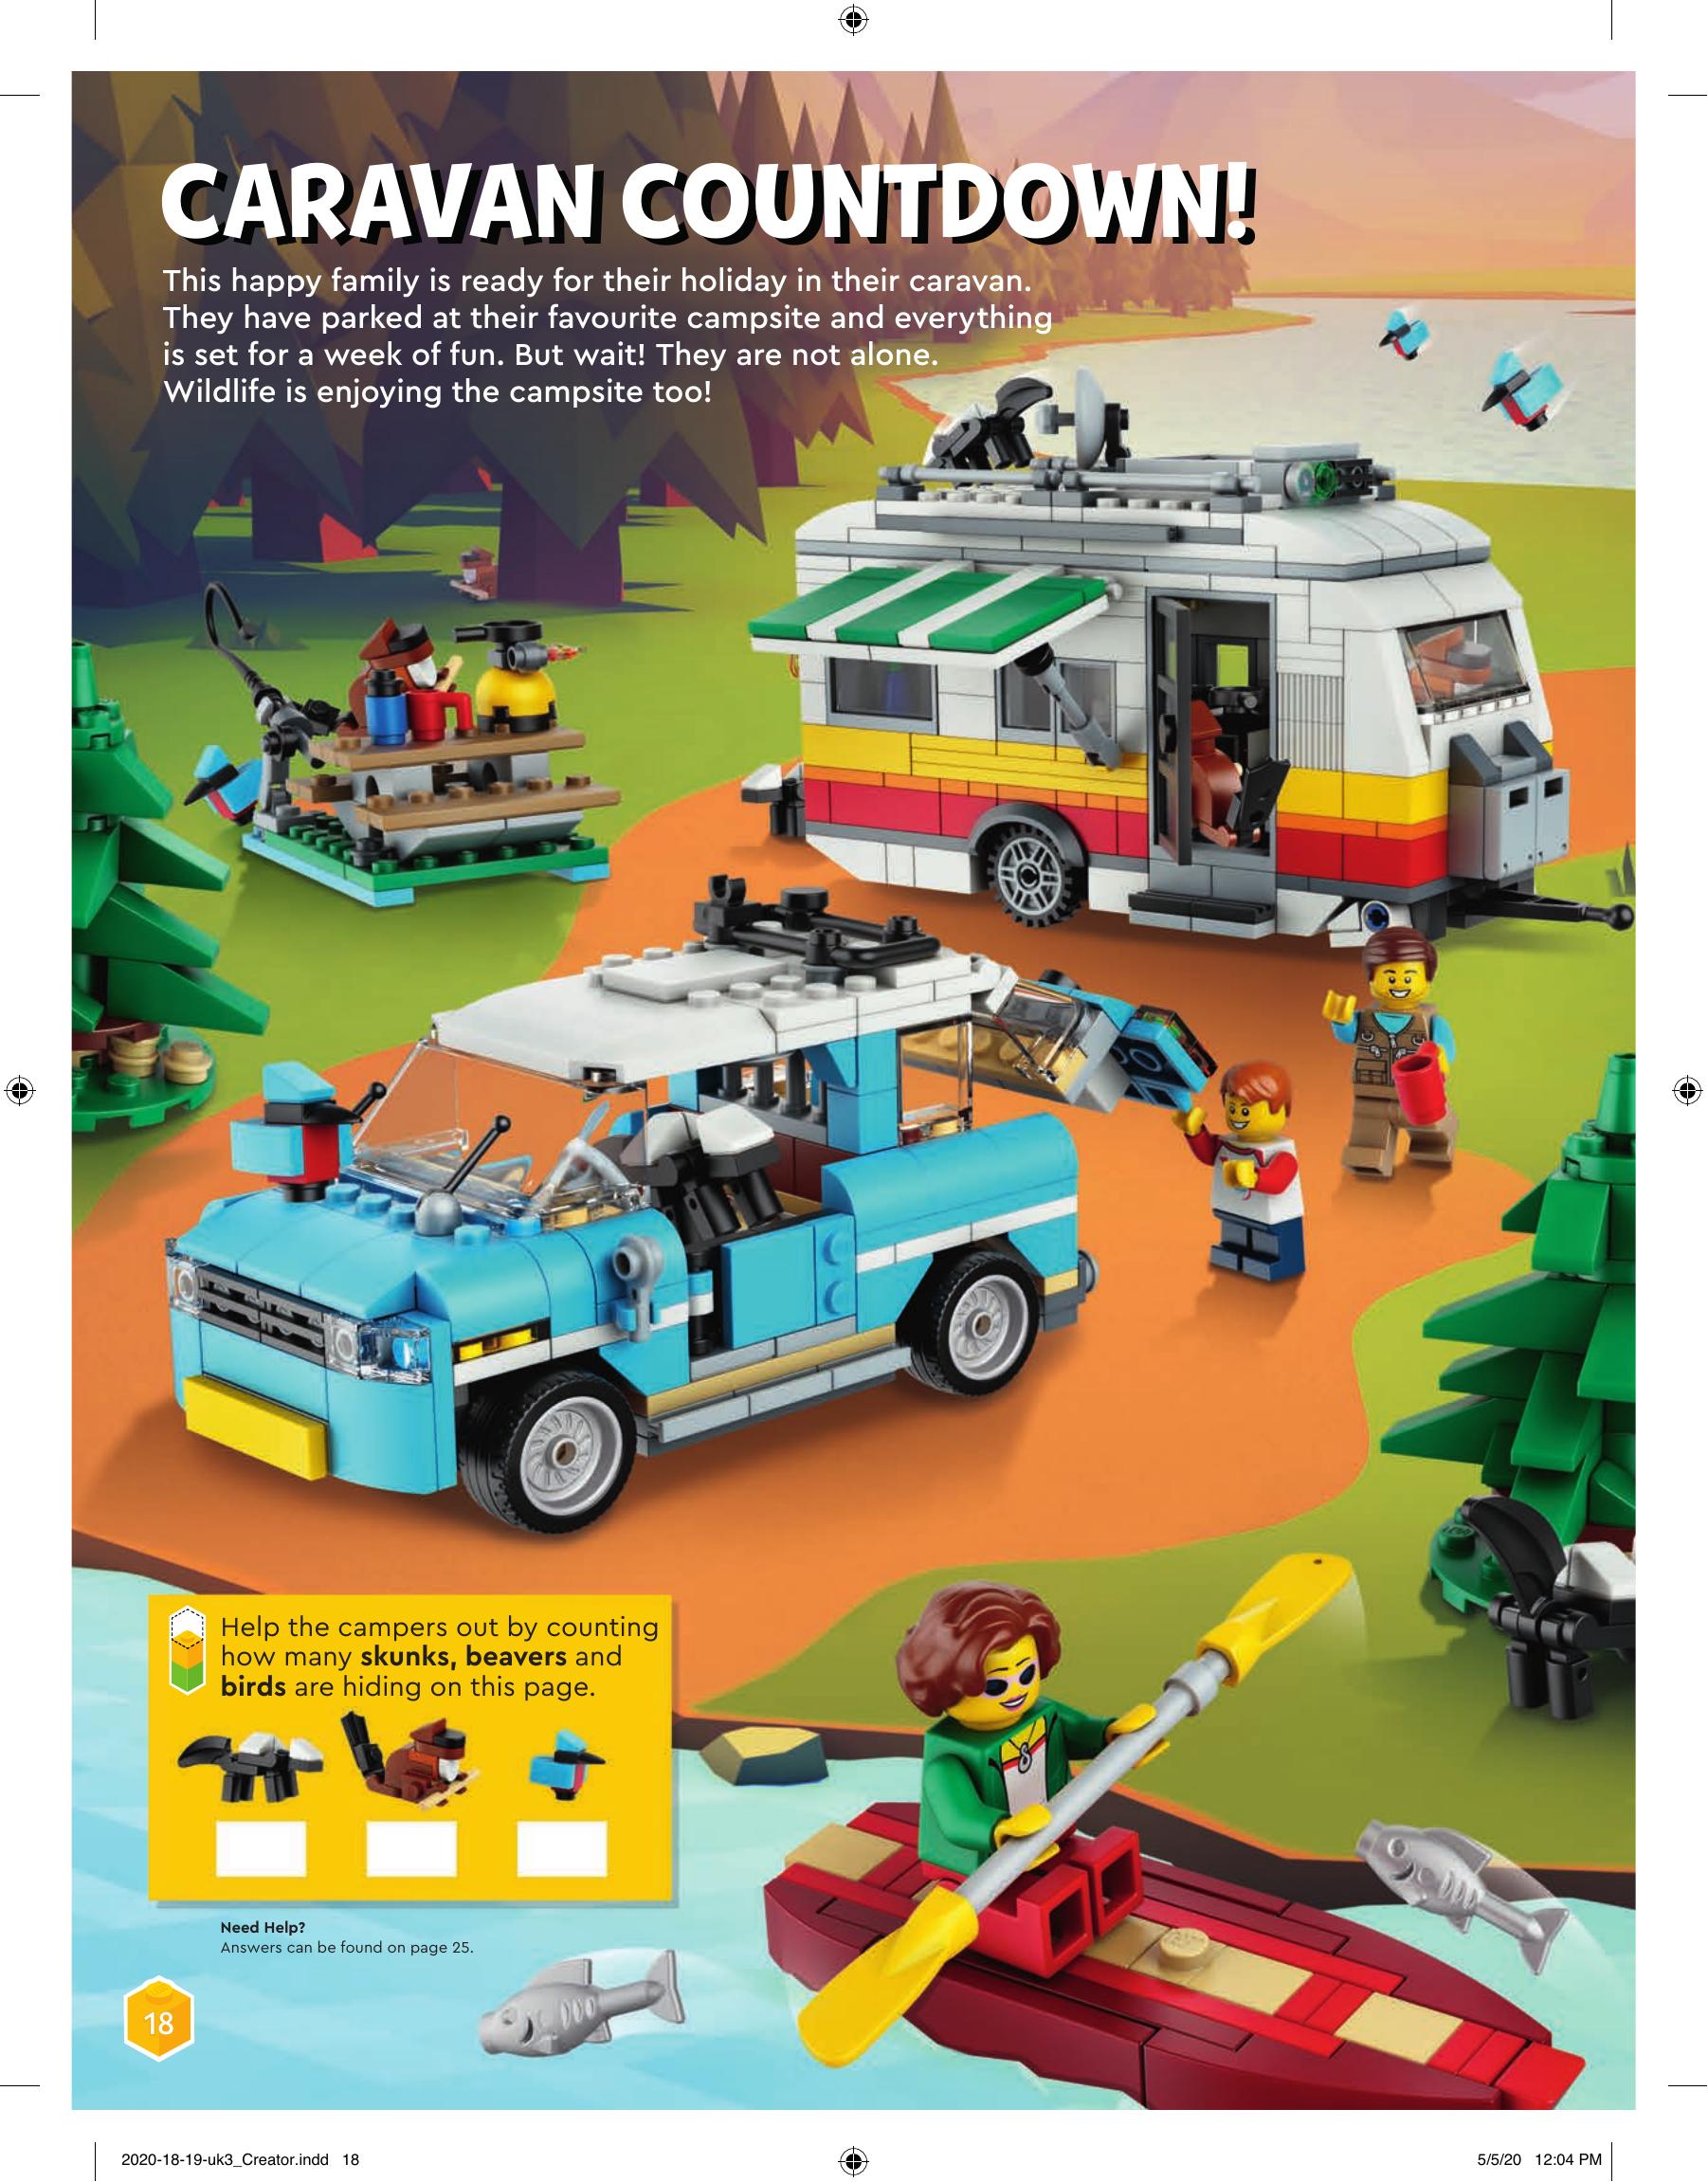 CARAVAN COUNTDOWN!
This happy family is ready for their holiday in their caravan.
They have parked at their favourite campsite and everything
is set for a week of fun. But wait! They are not alone.
Wildlife is enjoying the campsite too!
Help the campers out by counting
how many skunks, beavers and
birds are hiding on this page.
Need Help?
Answers can be found on page 25.
18
2020-18-19-uk3_Creator.indd 18
5/5/20 12:04 PM